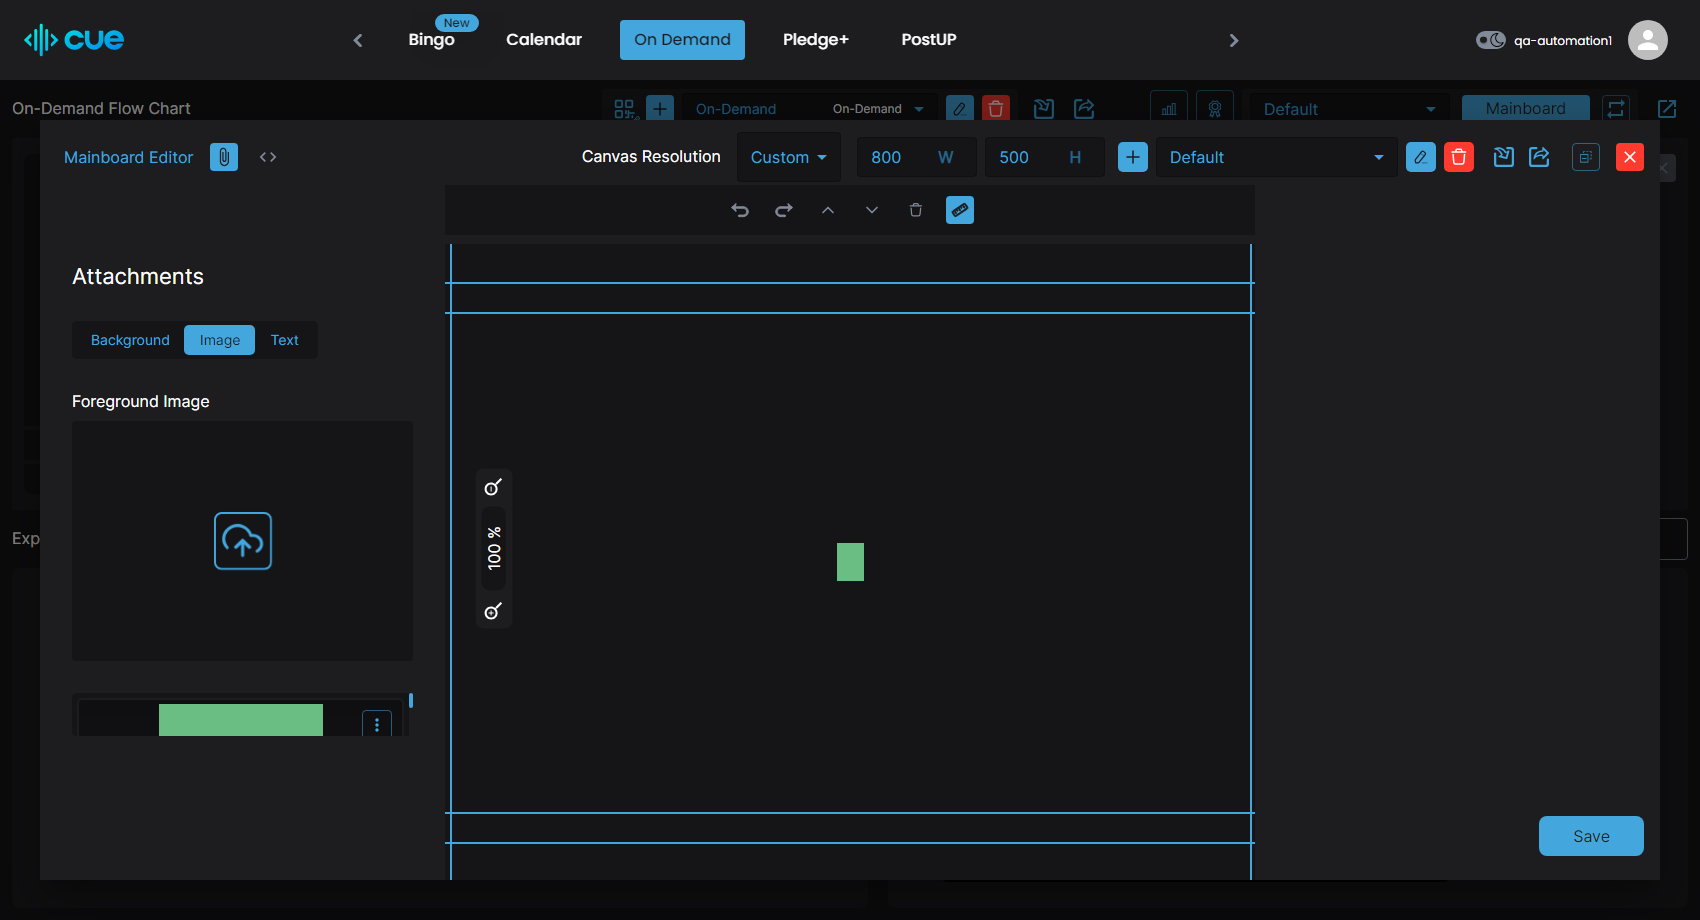 cue
New
Bingo
Calendar
On Demand
Pledge+
PostUP
qa-automation1
On-Demand Flow Chart
On-Demand
On-Demand
Default
Mainboard
Mainboard Editor
Canvas Resolution
Custom
800 W
500 H
Default
Attachments
Background
Image
Text
Foreground Image
100 %
Exp
Save